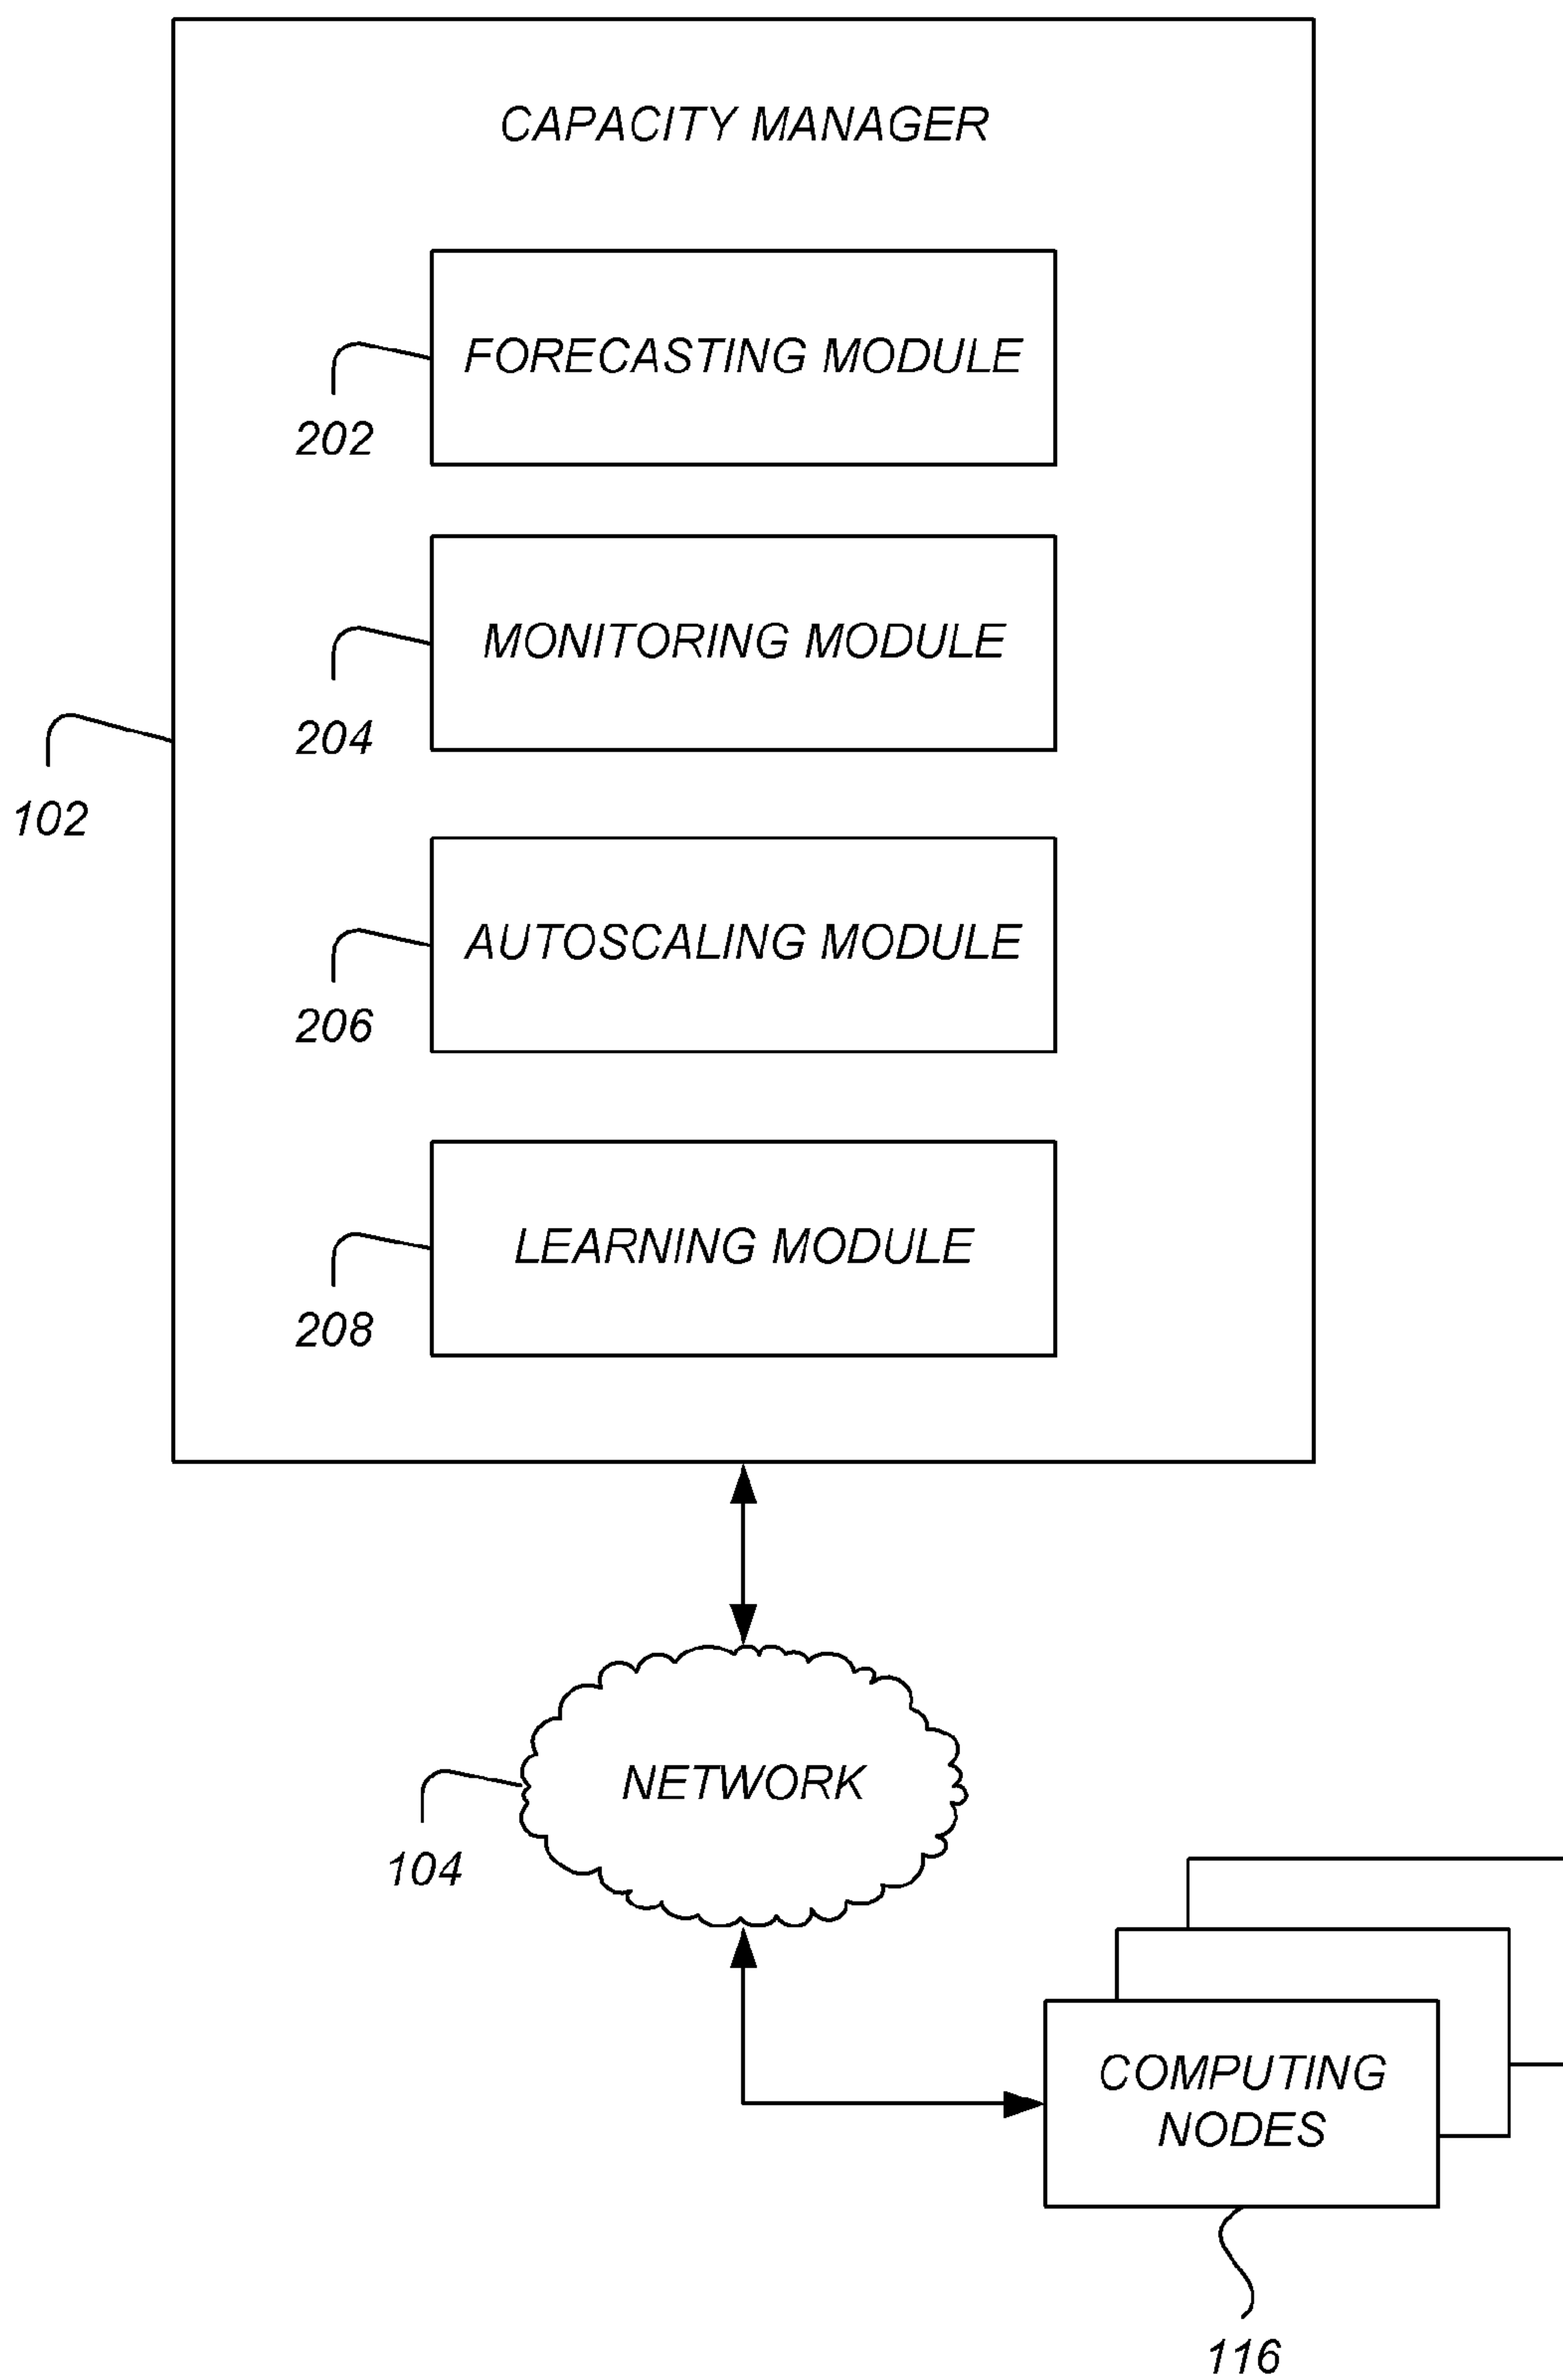 CAPACITY MANAGER
FORECASTING MODULE
202
MONITORING MODULE
204
102
AUTOSCALING MODULE
206
LEARNING MODULE
208
NETWORK
104
COMPUTING
NODES
116